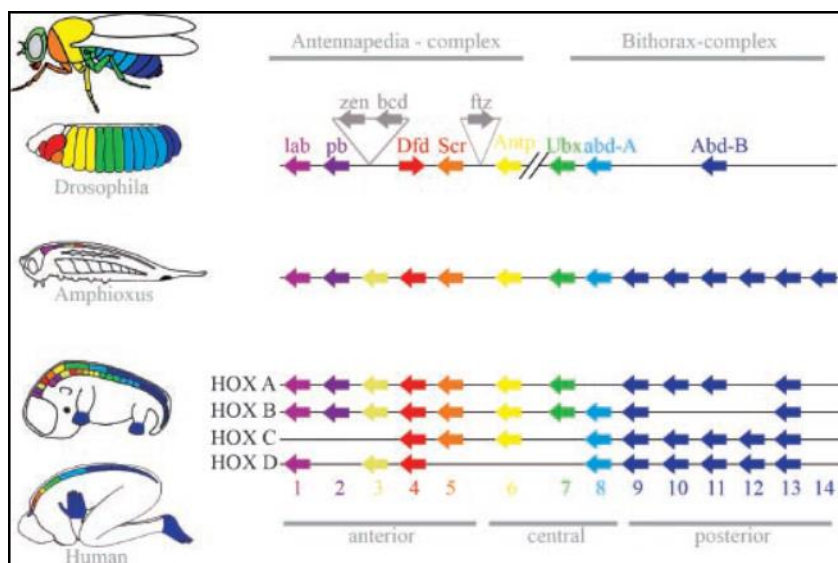 Antennapedia - complex Bithorax-complex
zen bcd ftz
lab pb Dfd Scr Antp Ubx abd-A Abd-B
Drosophila
Amphioxus
HOX A
HOX B
HOX C
HOX D
1 2 3 4 5 6 7 8 9 10 11 12 13 14
anterior central posterior
Human